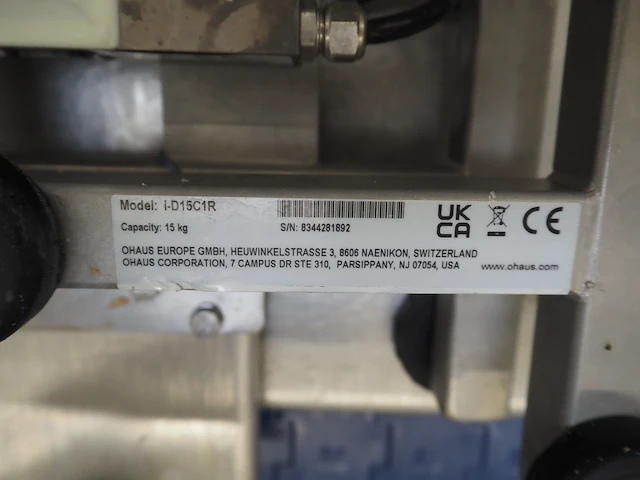 Model: i-D15C1R
Capacity: 15 kg S/N: 8344281892
UK
CA
CE
OHAUS EUROPE GMBH, HEUWINKELSTRASSE 3, 8606 NAENIKON, SWITZERLAND
OHAUS CORPORATION, 7 CAMPUS DR STE 310, PARSIPPANY, NJ 07054, USA www.ohaus.com